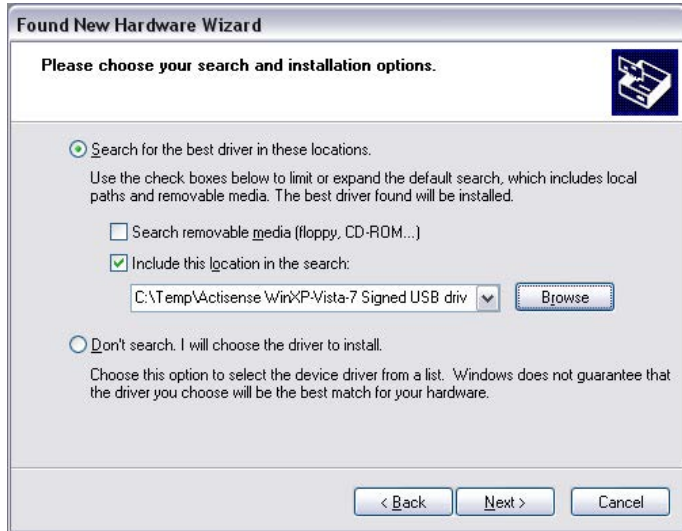 Found New Hardware Wizard
Please choose your search and installation options.
Search for the best driver in these locations.
Use the check boxes below to limit or expand the default search, which includes local
paths and removable media. The best driver found will be installed.
Search removable media (floppy, CD-ROM...)
Include this location in the search:
C:\Temp\Actisense WinXP-Vista-7 Signed USB driv
Browse
Don't search. I will choose the driver to install.
Choose this option to select the device driver from a list. Windows does not guarantee that
the driver you choose will be the best match for your hardware.
< Back Next > Cancel